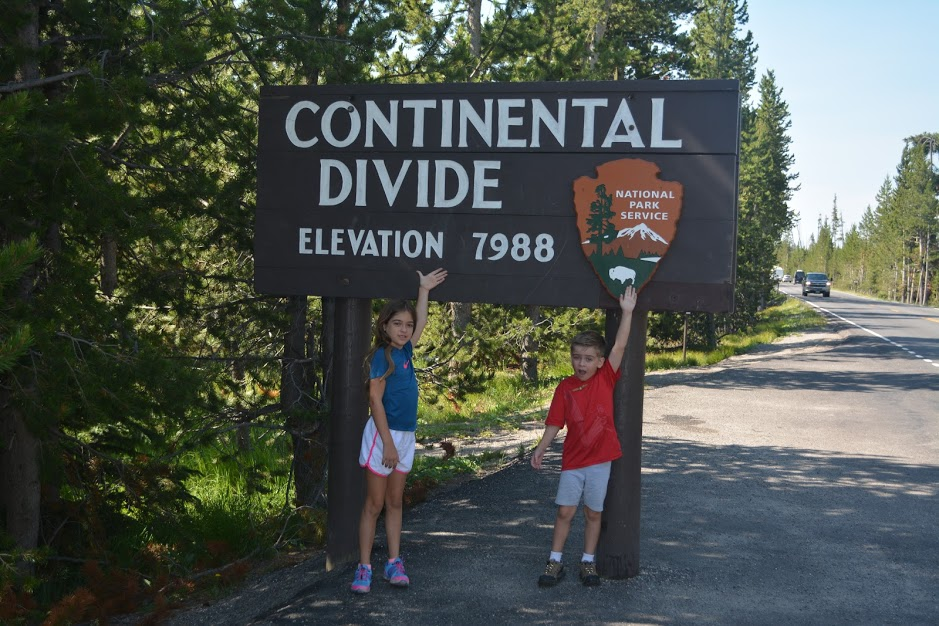 CONTINENTAL
DIVIDE
ELEVATION 7988
NATIONAL
PARK
SERVICE